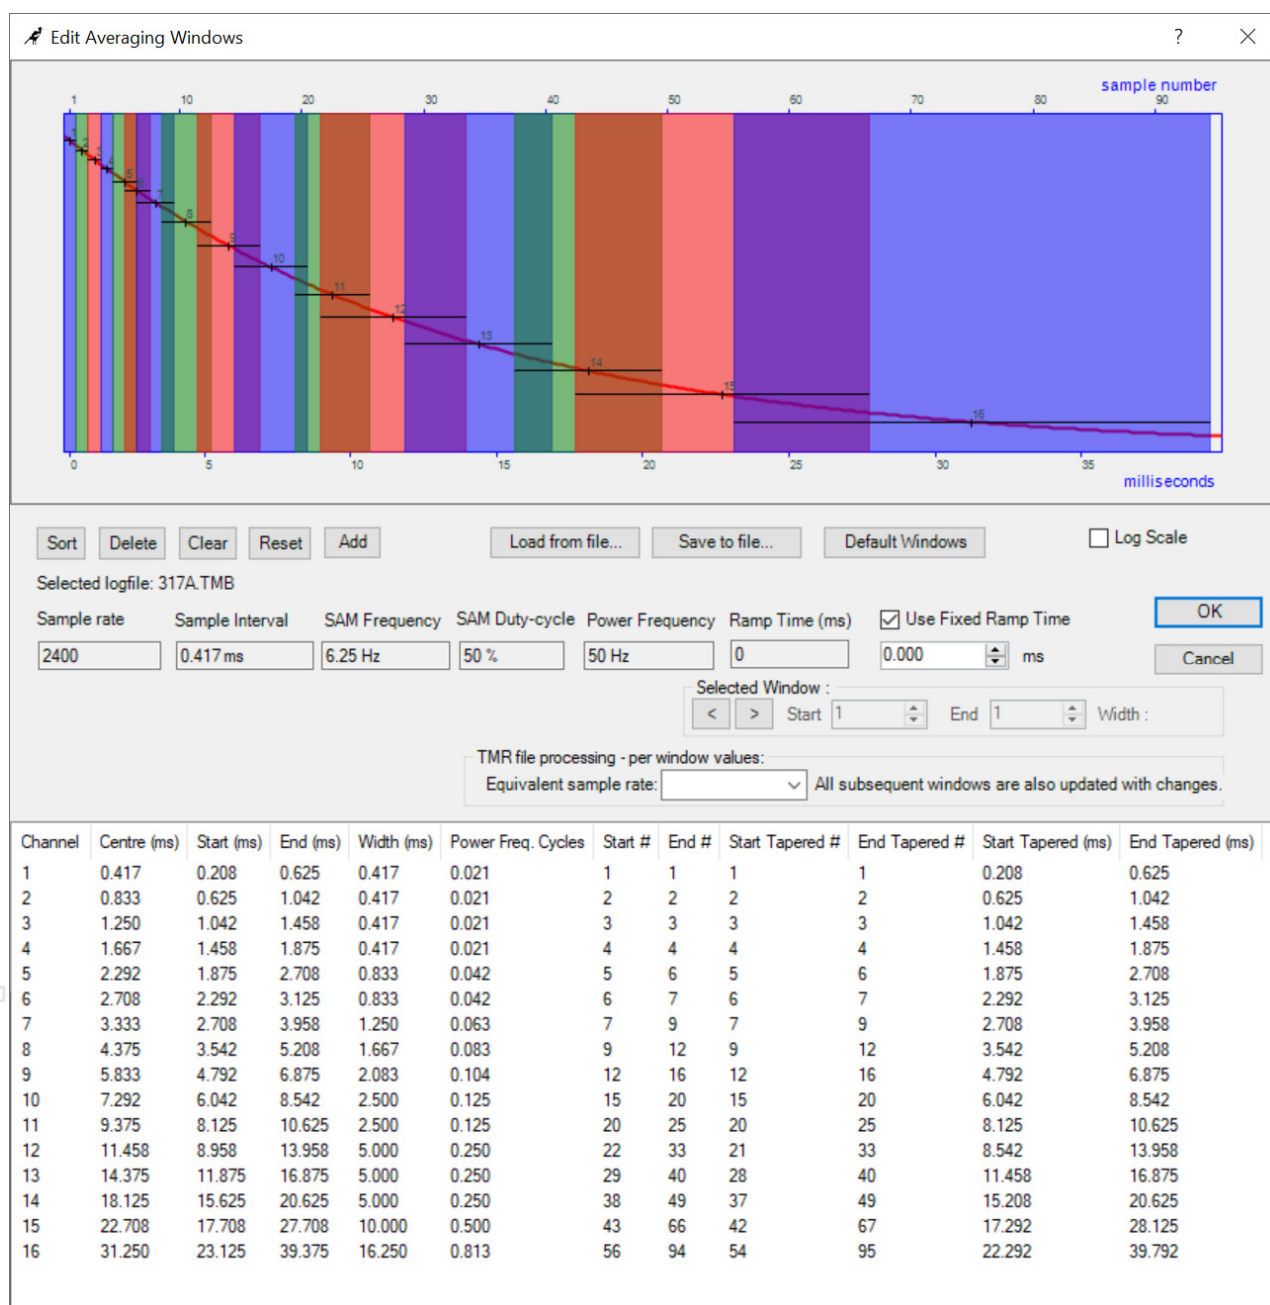 Edit Averaging Windows ?
sample number
1 10 20 30 40 50 60 70 80 90
1
2
3
4
5
6
7
8
9
10
11
12
13
14
15
16
0 5 10 15 20 25 30 35
milliseconds
Sort Delete Clear Reset Add Load from file... Save to file... Default Windows Log Scale
Selected logfile: 317A.TMB
Sample rate Sample Interval SAM Frequency SAM Duty-cycle Power Frequency Ramp Time (ms) Use Fixed Ramp Time OK
2400 0.417 ms 6.25 Hz 50 % 50 Hz 0 0.000 ms Cancel
Selected Window :
< > Start 1 End 1 Width :
TMR file processing - per window values:
Equivalent sample rate: All subsequent windows are also updated with changes.
Channel Centre (ms) Start (ms) End (ms) Width (ms) Power Freq. Cycles Start # End # Start Tapered # End Tapered # Start Tapered (ms) End Tapered (ms)
1 0.417 0.208 0.625 0.417 0.021 1 1 1 1 0.208 0.625
2 0.833 0.625 1.042 0.417 0.021 2 2 2 2 0.625 1.042
3 1.250 1.042 1.458 0.417 0.021 3 3 3 3 1.042 1.458
4 1.667 1.458 1.875 0.417 0.021 4 4 4 4 1.458 1.875
5 2.292 1.875 2.708 0.833 0.042 5 6 5 6 1.875 2.708
6 2.708 2.292 3.125 0.833 0.042 6 7 6 7 2.292 3.125
7 3.333 2.708 3.958 1.250 0.063 7 9 7 9 2.708 3.958
8 4.375 3.542 5.208 1.667 0.083 9 12 9 12 3.542 5.208
9 5.833 4.792 6.875 2.083 0.104 12 16 12 16 4.792 6.875
10 7.292 6.042 8.542 2.500 0.125 15 20 15 20 6.042 8.542
11 9.375 8.125 10.625 2.500 0.125 20 25 20 25 8.125 10.625
12 11.458 8.958 13.958 5.000 0.250 22 33 21 33 8.542 13.958
13 14.375 11.875 16.875 5.000 0.250 29 40 28 40 11.458 16.875
14 18.125 15.625 20.625 5.000 0.250 38 49 37 49 15.208 20.625
15 22.708 17.708 27.708 10.000 0.500 43 66 42 67 17.292 28.125
16 31.250 23.125 39.375 16.250 0.813 56 94 54 95 22.292 39.792